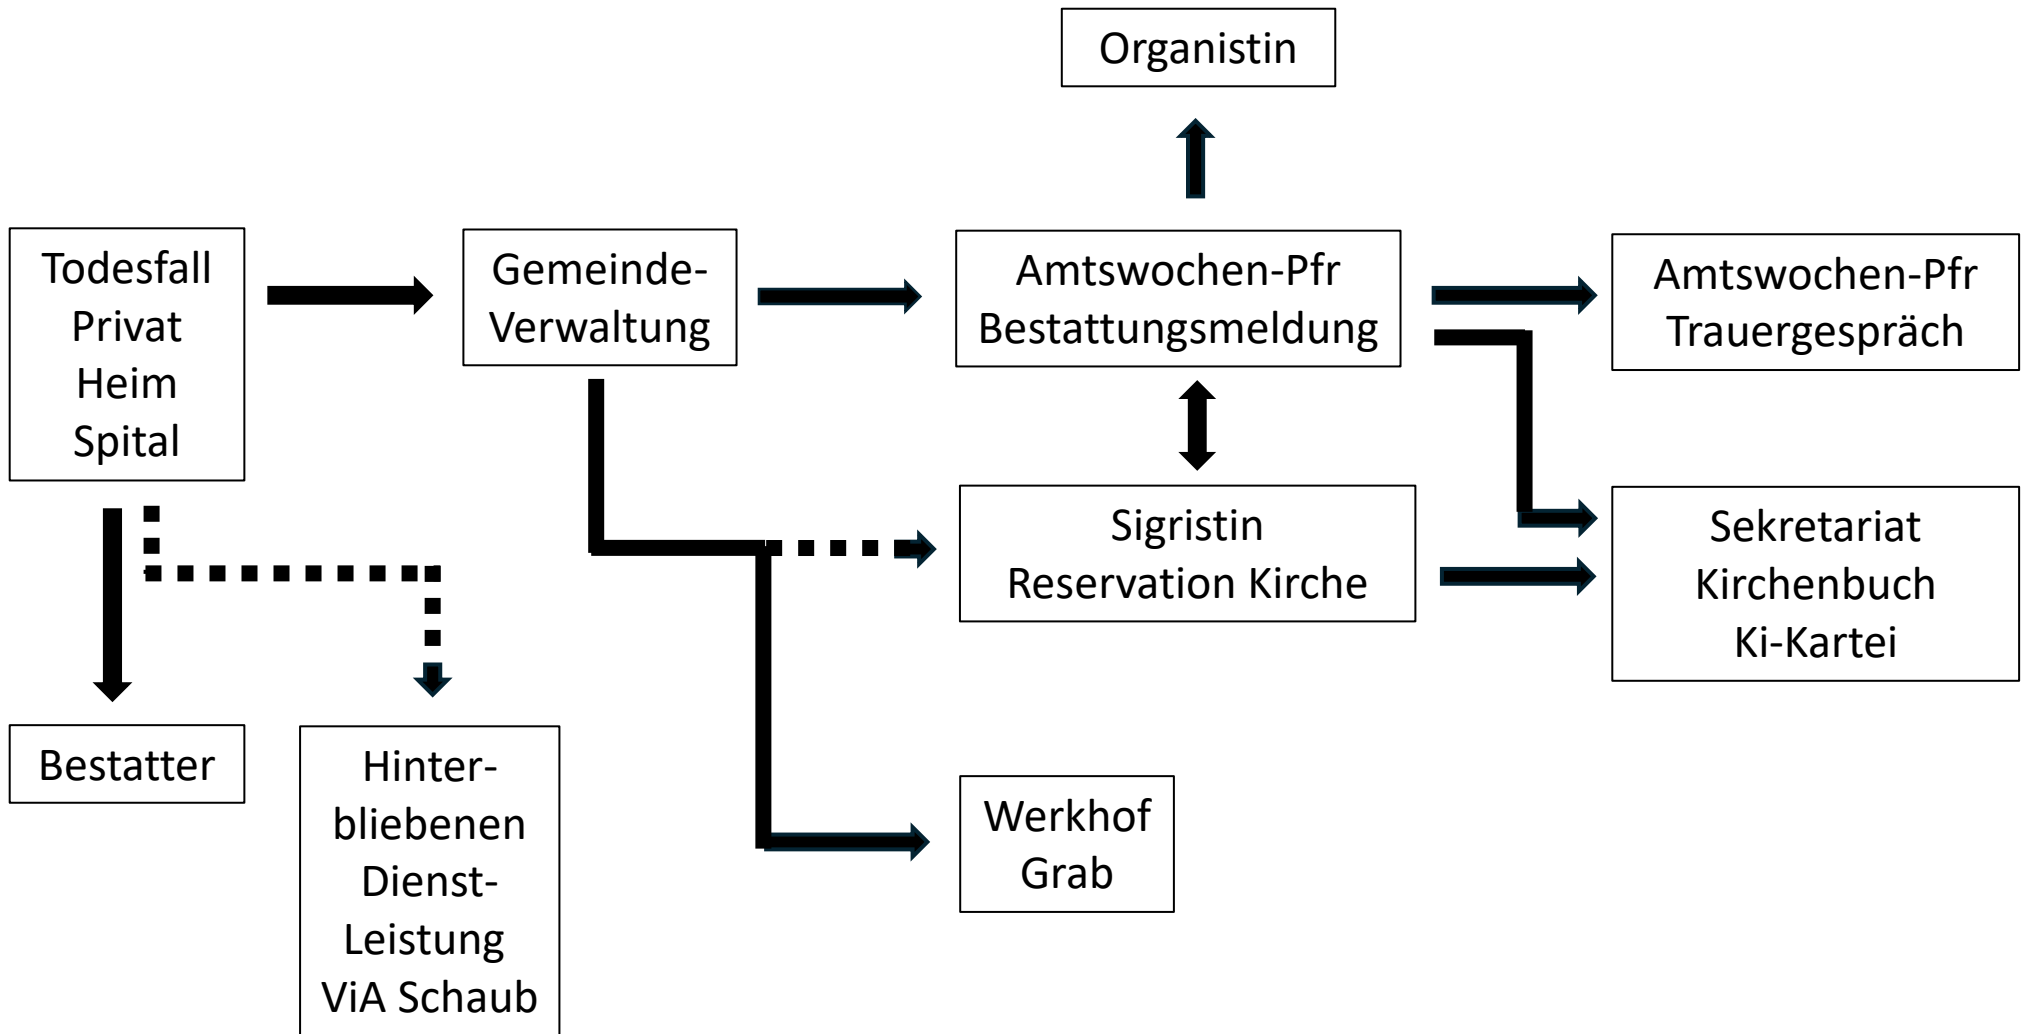 Organistin
Todesfall
Privat
Heim
Spital
Gemeinde-
Verwaltung
Amtswochen-Pfr
Bestattungsmeldung
Amtswochen-Pfr
Trauergespräch
Sigristin
Reservation Kirche
Sekretariat
Kirchenbuch
Ki-Kartei
Bestatter
Hinter-
bliebenen
Dienst-
Leistung
ViA Schaub
Werkhof
Grab